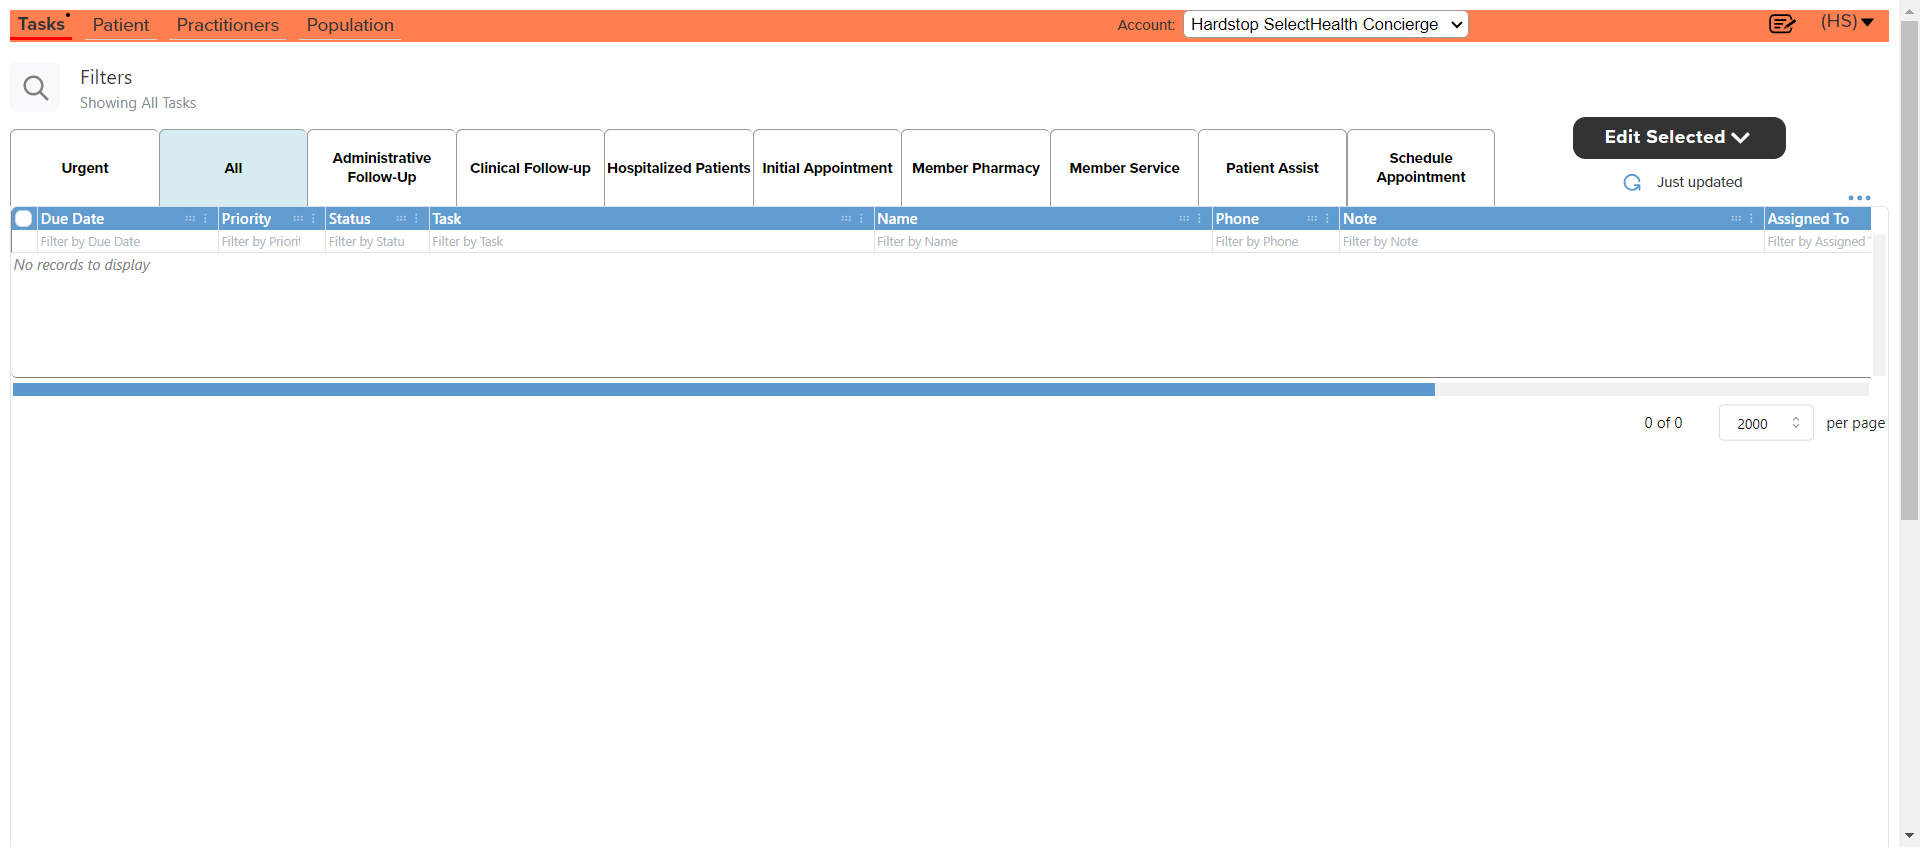 Tasks Patient Practitioners Population Account: Hardstop SelectHealth Concierge (HS)
Filters
Showing All Tasks
Edit Selected
Just updated
Urgent
All
Administrative
Follow-Up
Clinical Follow-up
Hospitalized Patients
Initial Appointment
Member Pharmacy
Member Service
Patient Assist
Schedule
Appointment
Due Date Priority Status Task Name Phone Note Assigned To
Filter by Due Date Filter by Priorit Filter by Statu Filter by Task Filter by Name Filter by Phone Filter by Note Filter by Assigned
No records to display
0 of 0 2000 per page